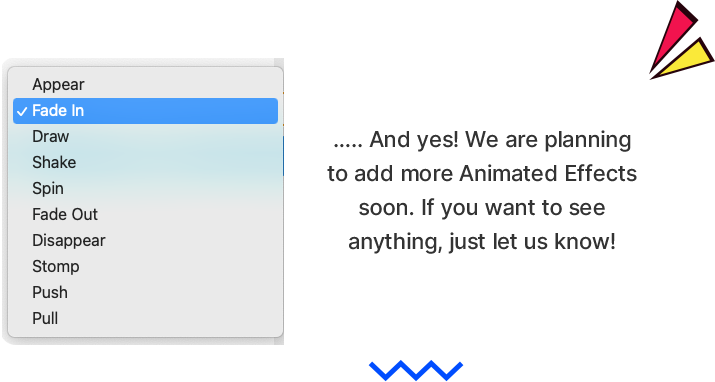 Appear
Fade In
Draw
Shake
Spin
Fade Out
Disappear
Stomp
Push
Pull
..... And yes! We are planning
to add more Animated Effects
soon. If you want to see
anything, just let us know!